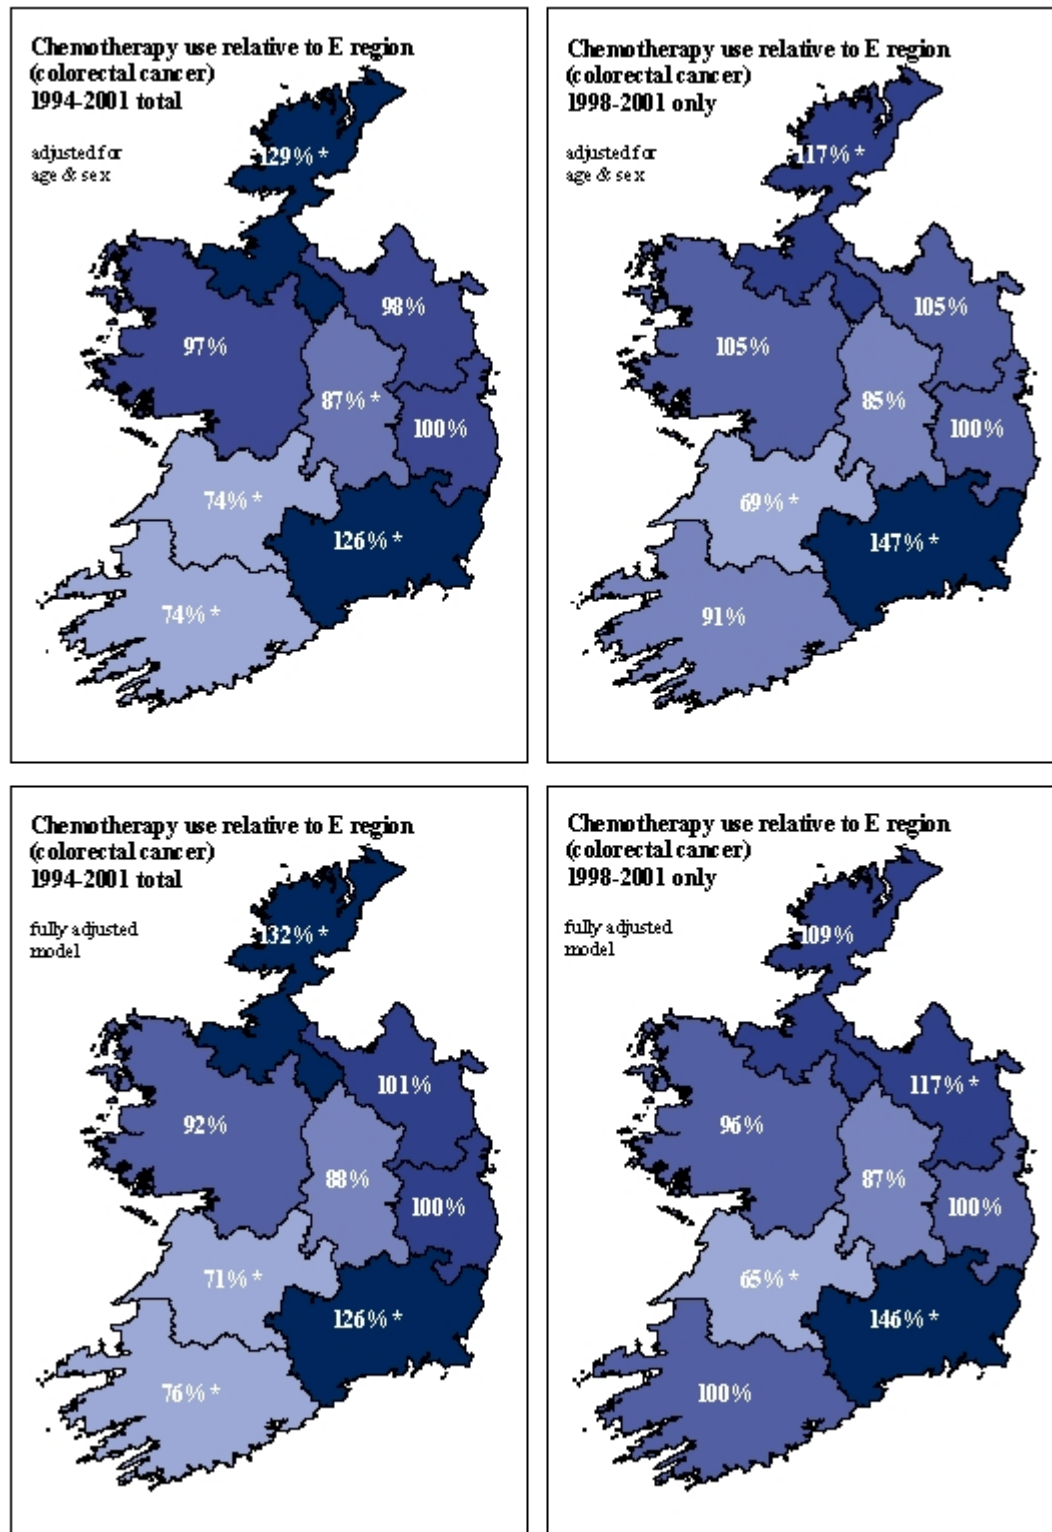 Chemotherapy use relative to E region
(colorectal cancer)
1994-2001 total
adjusted for
age & sex
129% *
98%
97%
87% *
100%
74% *
126% *
74% *
Chemotherapy use relative to E region
(colorectal cancer)
1998-2001 only
adjusted for
age & sex
117% *
105%
105%
85%
100%
69% *
147% *
91%
Chemotherapy use relative to E region
(colorectal cancer)
1994-2001 total
fully adjusted
model
132% *
101%
92%
88%
100%
71% *
126% *
76% *
Chemotherapy use relative to E region
(colorectal cancer)
1998-2001 only
fully adjusted
model
109%
117% *
96%
87%
100%
65% *
146% *
100%